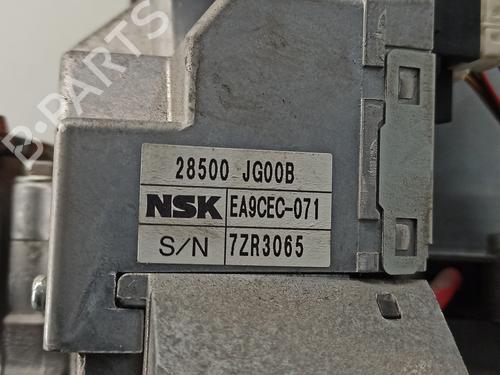 B-PARTS
28500 JG00B
NSK EA9CEC-071
S/N 7ZR3065